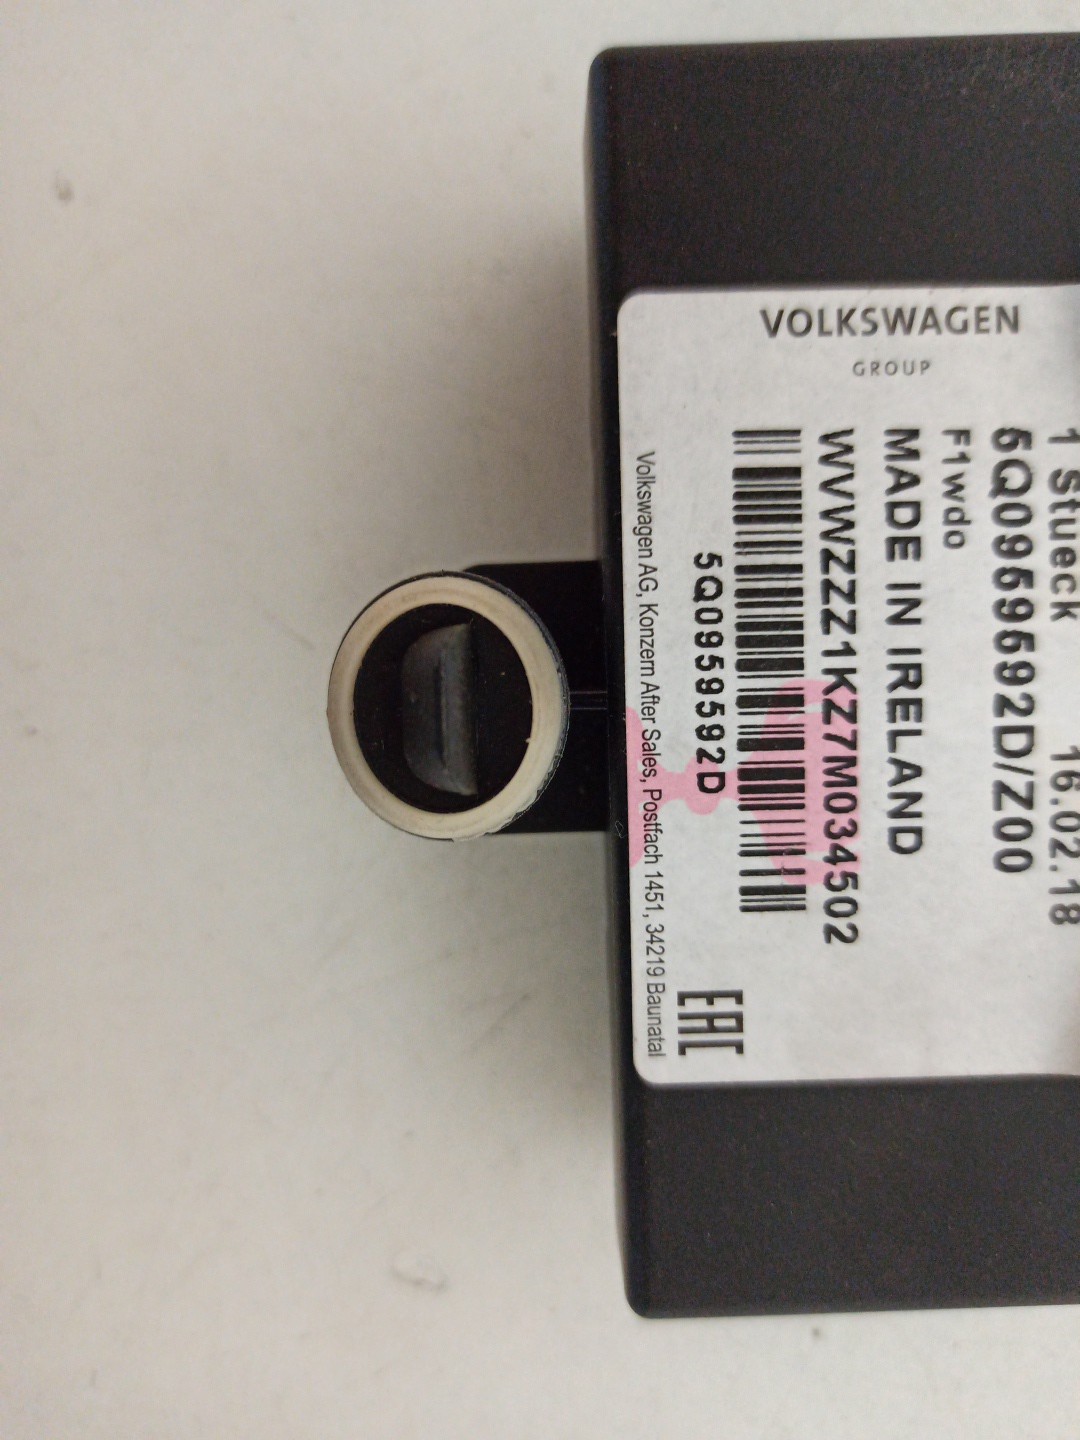 VOLKSWAGEN
GROUP
1 Stueck 16.02.18
5Q0959592D/Z00
F1wdo
MADE IN IRELAND
WVWZZZ1KZ7M034502
5Q0959592D
Volkswagen AG, Konzern After Sales, Postfach 1451, 34219 Baunatal
EAC